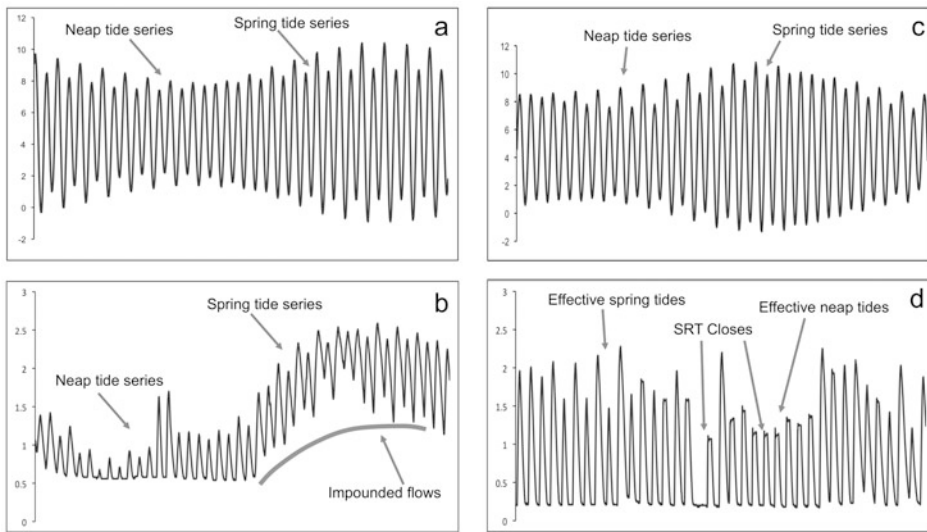 a
Neap tide series
Spring tide series
12
10
8
6
4
2
0
-2
c
Neap tide series
Spring tide series
12
10
8
6
4
2
0
-2
b
Spring tide series
Neap tide series
Impounded flows
3
2.5
2
1.5
1
0.5
0
d
Effective spring tides
SRT Closes
Effective neap tides
3
2.5
2
1.5
1
0.5
0